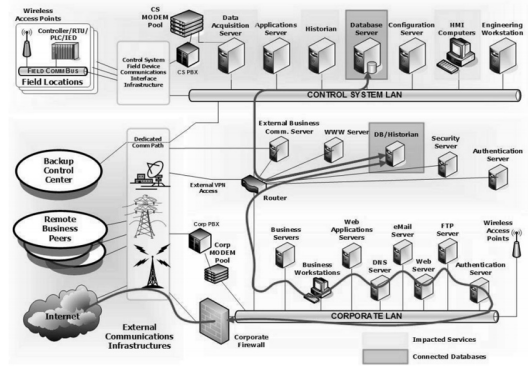 Wireless
Access Points
Controller/RTU/
PLC/IED
FIELD COMM BUS
Field Locations
Control System
Field Device
Communications
Interface
Infrastructure
CS
MODEM
Pool
CS PBX
Data
Acquisition
Server
Applications
Server
Historian
Database
Server
Configuration
Server
HMI
Computers
Engineering
Workstation
CONTROL SYSTEM LAN
Dedicated
Comm Path
External Business
Comm. Server
WWW Server
DB/Historian
Security
Server
Authentication
Server
Backup
Control
Center
External VPN
Access
Router
Remote
Business
Peers
Corp PBX
Corp
MODEM
Pool
Business
Servers
Business
Workstations
Web
Applications
Servers
DNS
Server
eMail
Server
Web
Server
FTP
Server
Authentication
Server
Wireless
Access
Points
Internet
External
Communications
Infrastructures
Corporate
Firewall
CORPORATE LAN
Impacted Services
Connected Databases